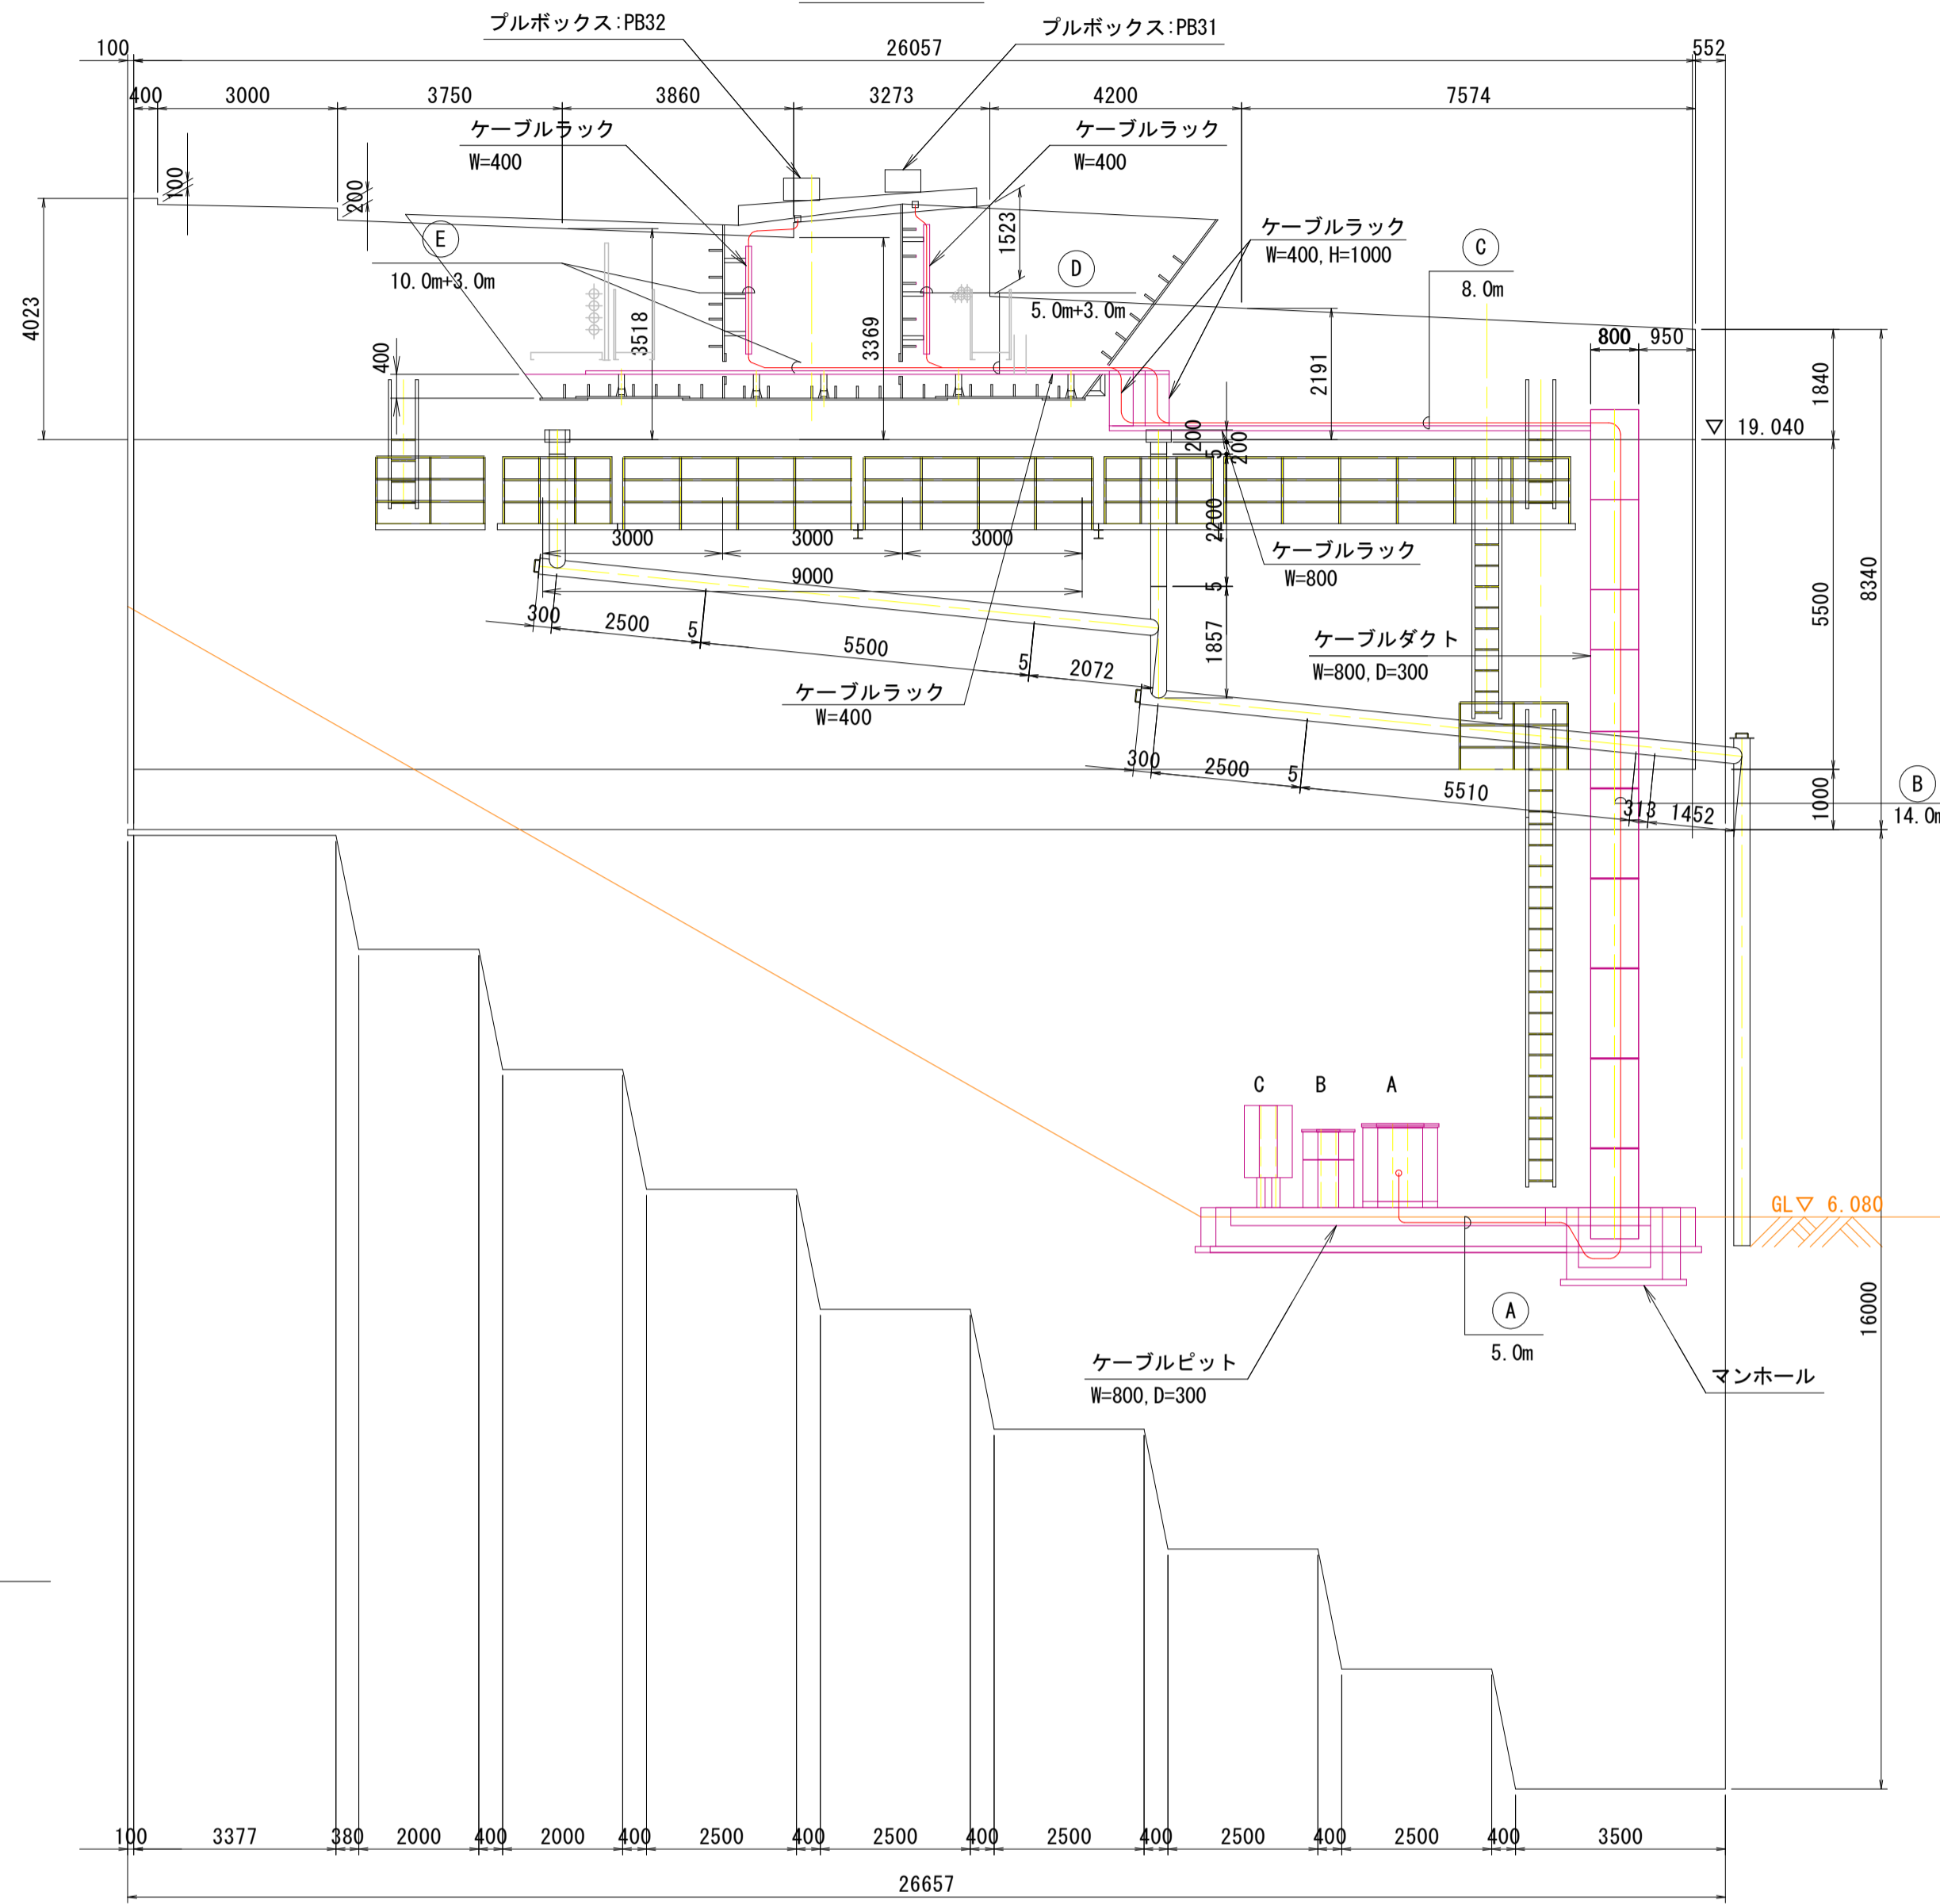 プルボックス:PB32
プルボックス:PB31
100
26057
552
400
3000
3750
3860
3273
4200
7574
ケーブルラック
W=400
ケーブルラック
W=400
100
200
4023
400
E
10.0m+3.0m
3518
3369
1523
D
5.0m+3.0m
ケーブルラック
W=400,H=1000
C
8.0m
2191
800
950
1840
▽ 19.040
200
5
200
2200
5
1857
3000
3000
3000
9000
ケーブルラック
W=800
300
2500
5
5500
5
2072
ケーブルラック
W=400
ケーブルダクト
W=800,D=300
5500
8340
300
2500
5
5510
313
1452
1000
B
14.0m
C
B
A
GL▽ 6.080
A
5.0m
ケーブルピット
W=800,D=300
マンホール
16000
100
3377
380
2000
400
2000
400
2500
400
2500
400
2500
400
2500
400
2500
400
3500
26657